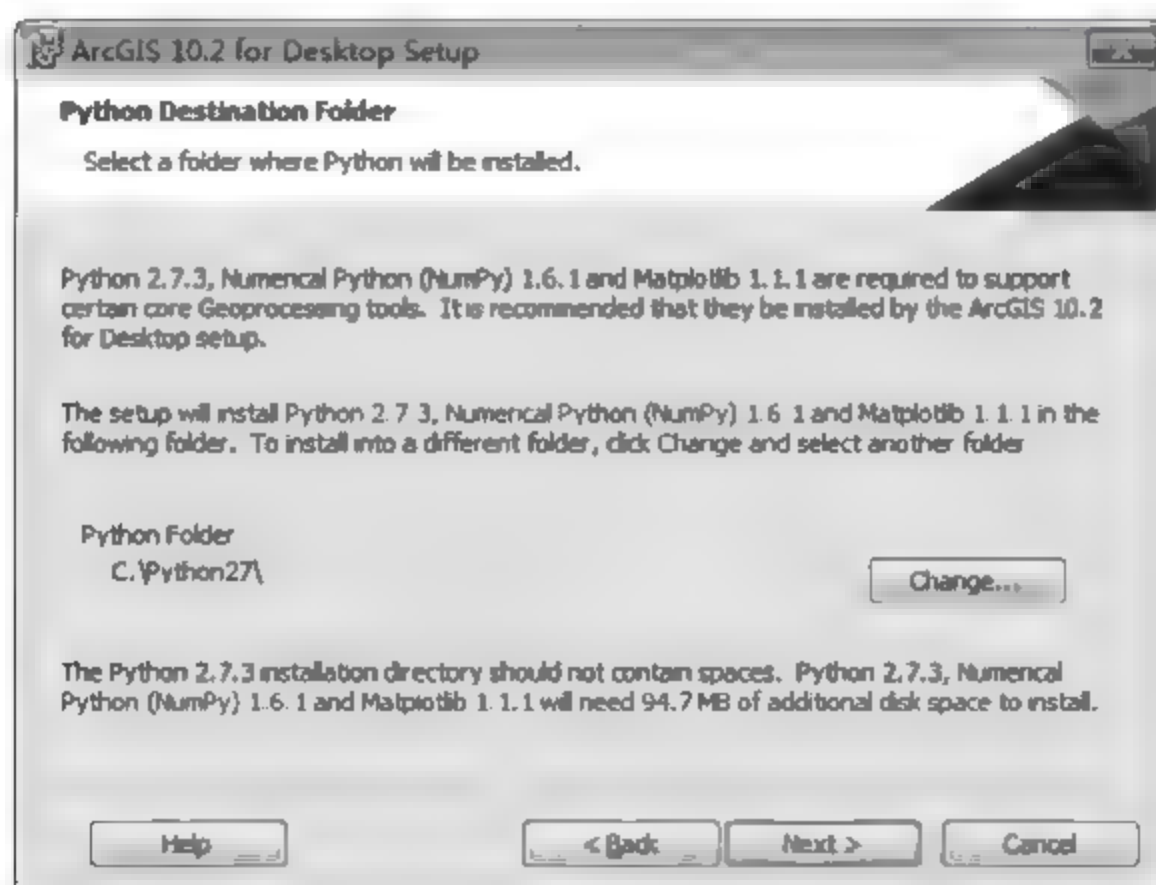 ArcGIS 10.2 for Desktop Setup
Python Destination Folder
Select a folder where Python will be installed.
Python 2.7.3, Numerical Python (NumPy) 1.6.1 and Matplotlib 1.1.1 are required to support
certain core Geoprocessing tools. It is recommended that they be installed by the ArcGIS 10.2
for Desktop setup.
The setup will install Python 2.7.3, Numerical Python (NumPy) 1.6.1 and Matplotlib 1.1.1 in the
following folder. To install into a different folder, click Change and select another folder
Python Folder
C:\Python27\
Change...
The Python 2.7.3 installation directory should not contain spaces. Python 2.7.3, Numerical
Python (NumPy) 1.6.1 and Matplotlib 1.1.1 will need 94.7 MB of additional disk space to install.
Help
< Back
Next >
Cancel